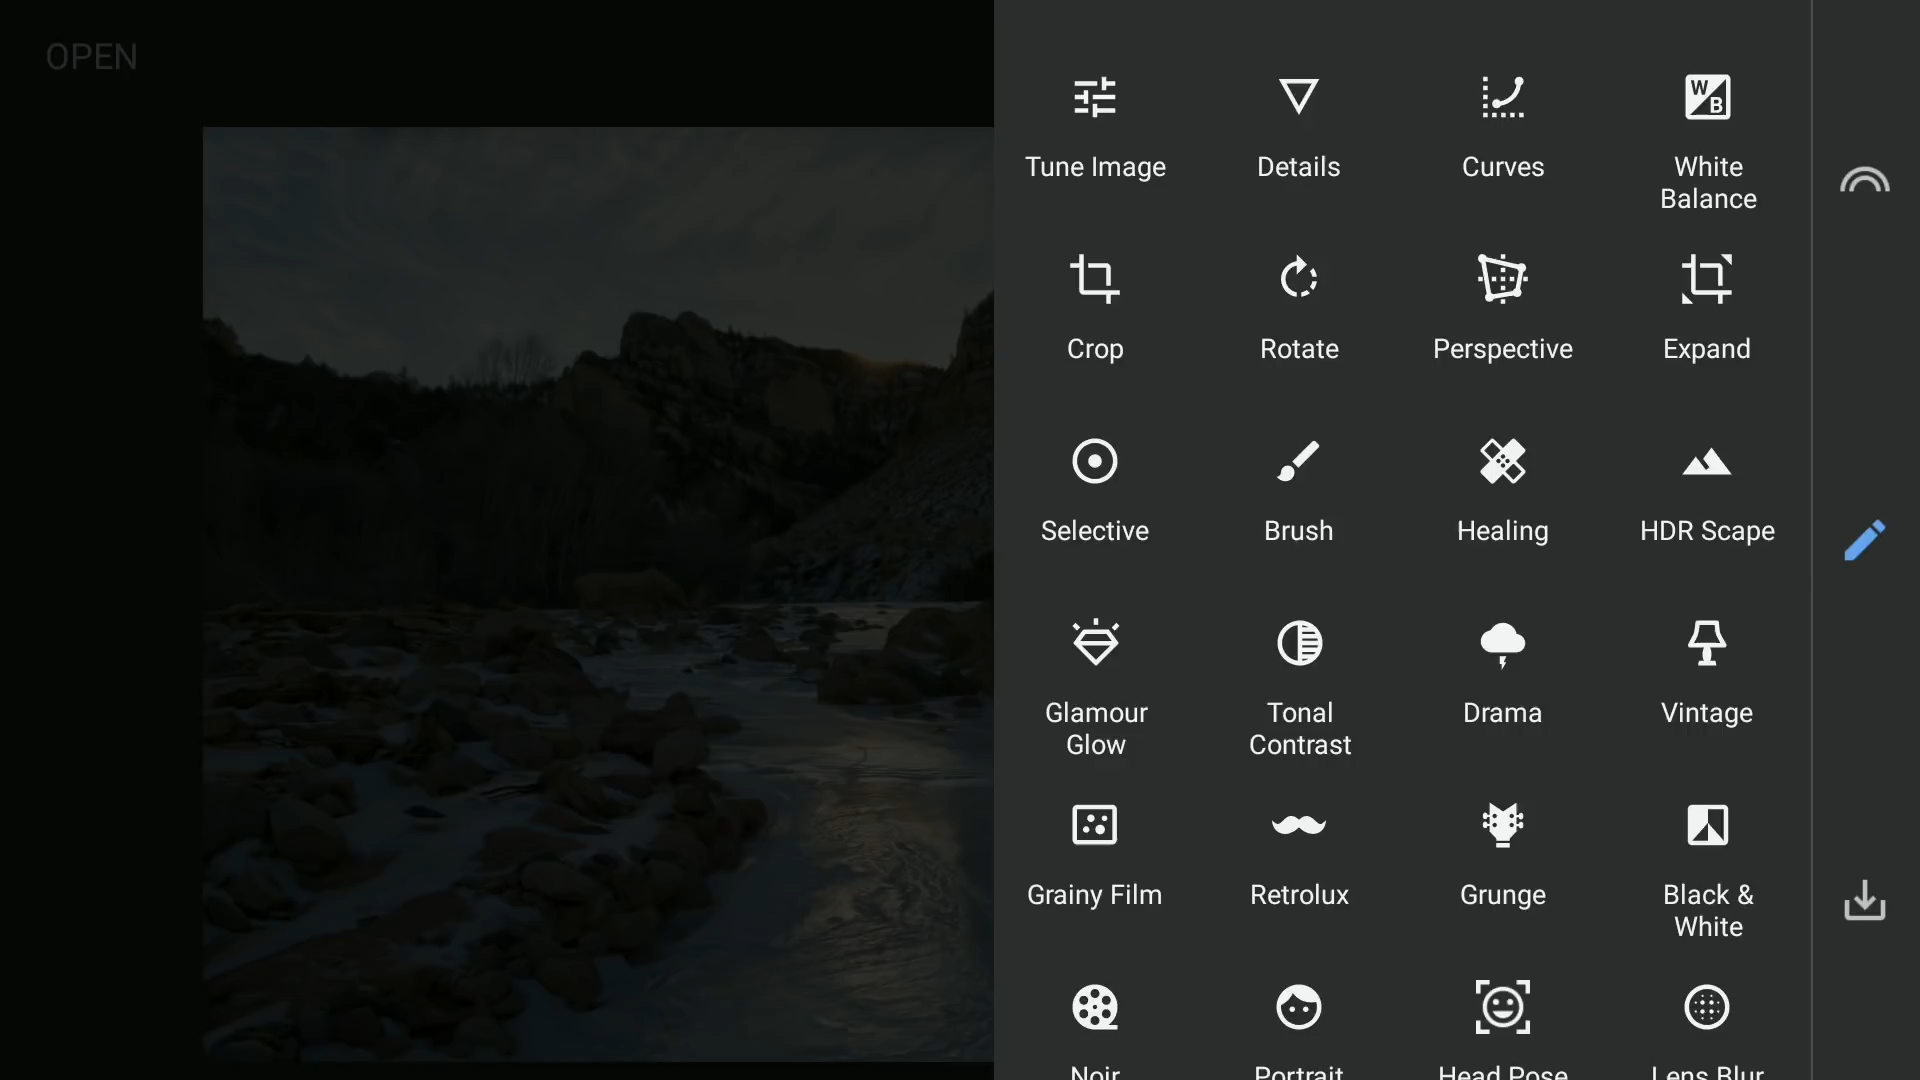 OPEN
Tune Image
Details
Curves
W
B
White
Balance
Crop
Rotate
Perspective
Expand
Selective
Brush
Healing
HDR Scape
Glamour
Glow
Tonal
Contrast
Drama
Vintage
Grainy Film
Retrolux
Grunge
Black &
White
Noir
Portrait
Head Pose
Lens Blur